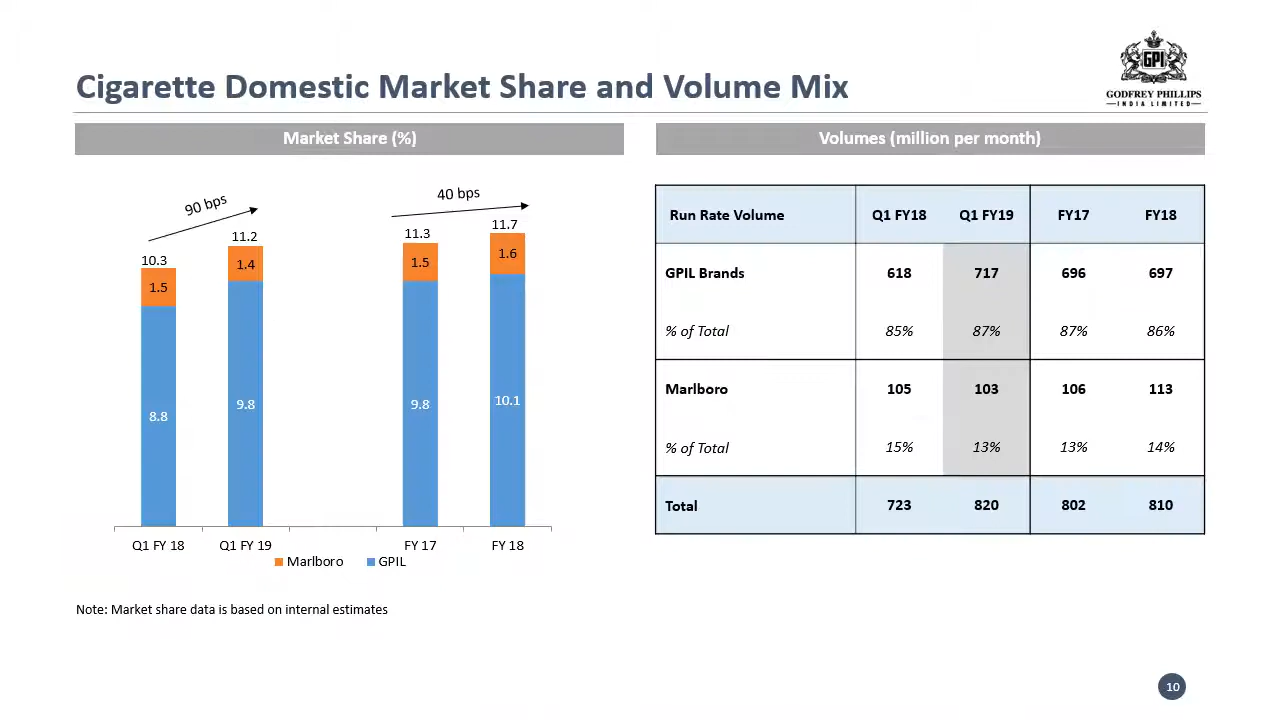 GPI
GODFREY PHILLIPS
INDIA LIMITED
Cigarette Domestic Market Share and Volume Mix
Market Share (%)
90 bps
40 bps
10.3
11.2
11.3
11.7
1.5
1.4
1.5
1.6
8.8
9.8
9.8
10.1
Q1 FY 18
Q1 FY 19
FY 17
FY 18
Marlboro
GPIL
Volumes (million per month)
Run Rate Volume Q1 FY18 Q1 FY19 FY17 FY18
GPIL Brands 618 717 696 697
% of Total 85% 87% 87% 86%
Marlboro 105 103 106 113
% of Total 15% 13% 13% 14%
Total 723 820 802 810
Note: Market share data is based on internal estimates
10